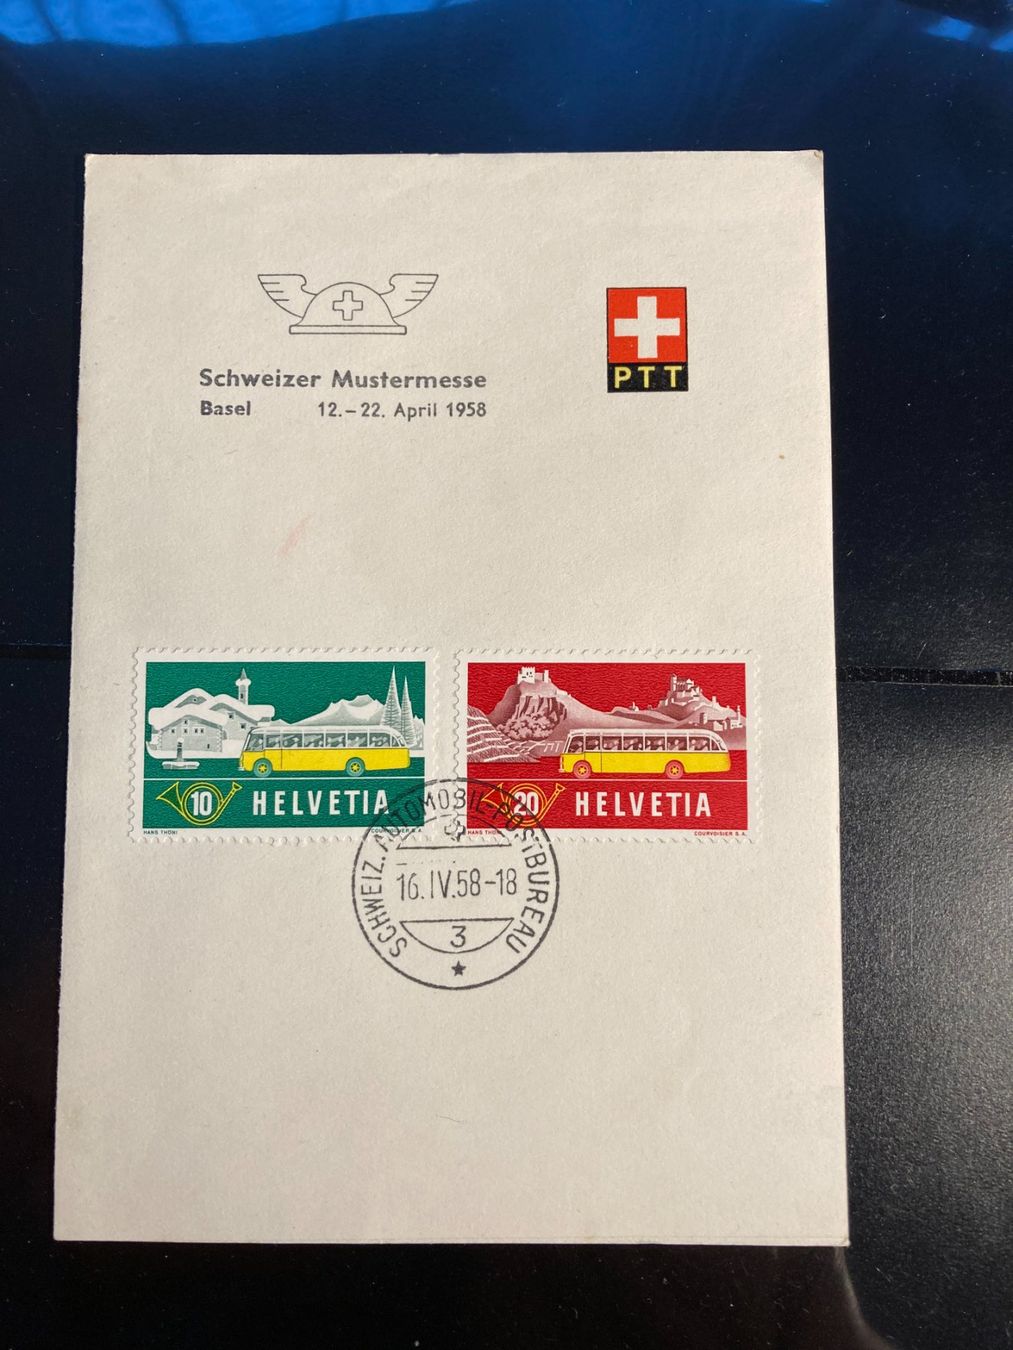 Schweizer Mustermesse
Basel 12.–22. April 1958
PTT
10 HELVETIA
HANS THÖNI COURVOISIER S.A.
20 HELVETIA
HANS THÖNI COURVOISIER S.A.
SCHWEIZ. AUTOMOBIL-POSTBUREAU
16.IV.58-18
3